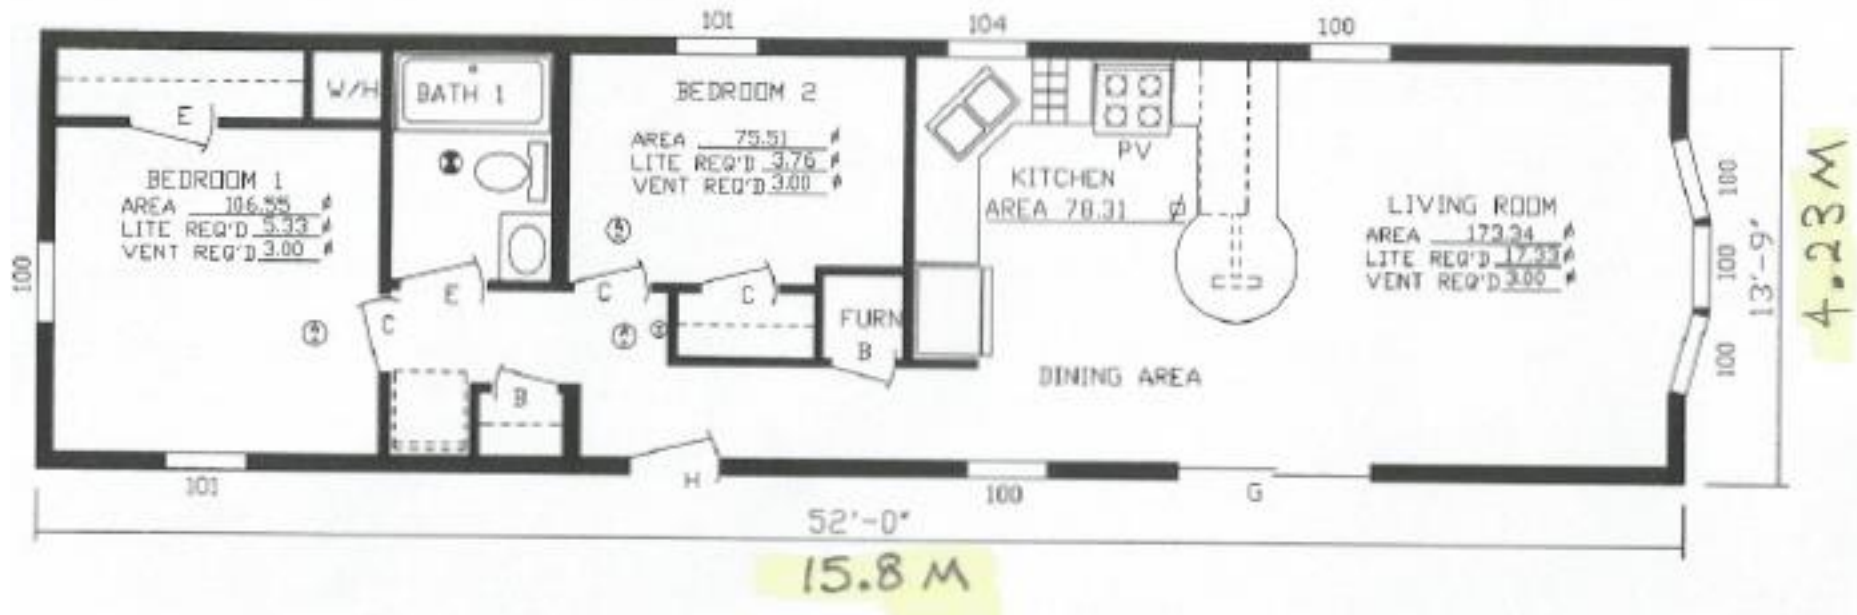 101
104
100
W/H
BATH 1
E
BEDROOM 2
AREA 75.51
LITE REQ'D 3.76
VENT REQ'D 3.00
PV
KITCHEN
AREA 78.31
BEDROOM 1
AREA 106.55
LITE REQ'D 5.33
VENT REQ'D 3.00
LIVING ROOM
AREA 173.34
LITE REQ'D 17.33
VENT REQ'D 3.00
100
100
100
100
13'-9"
4.23 M
E
C
C
C
FURN
B
B
DINING AREA
101
H
100
G
52'-0"
15.8 M